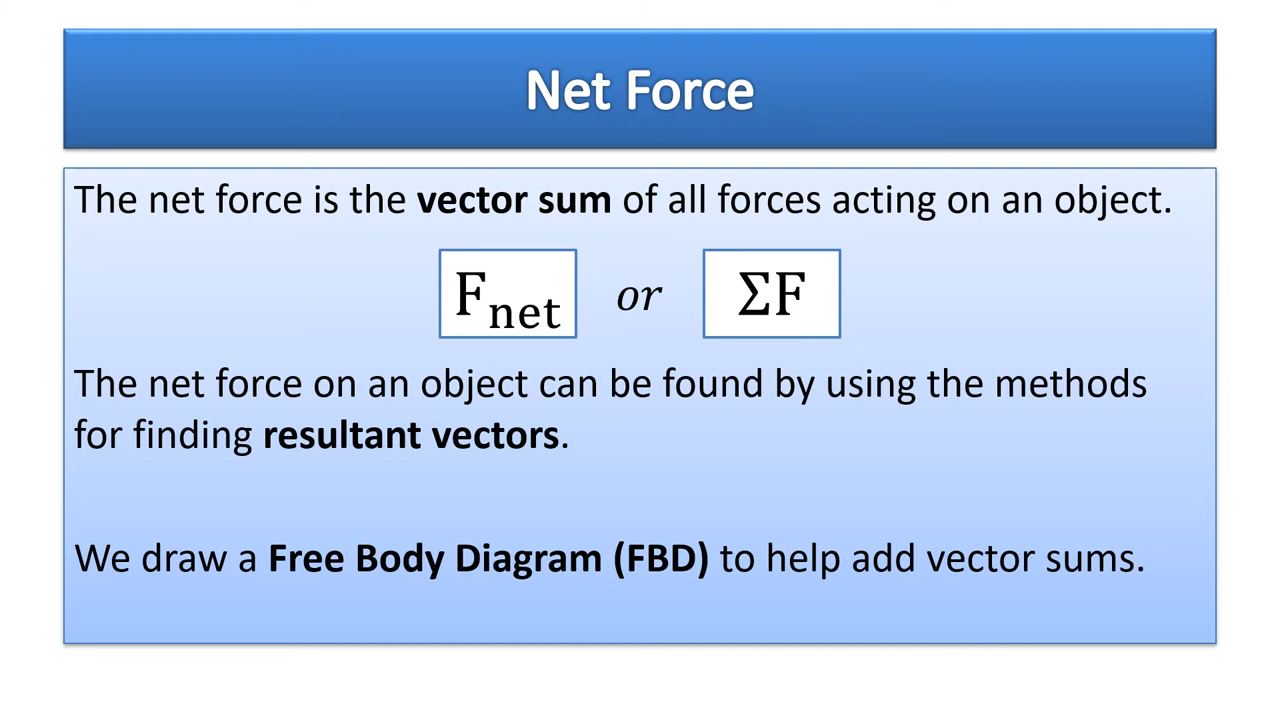 Net Force
The net force is the vector sum of all forces acting on an object.
Fnet or ΣF
The net force on an object can be found by using the methods
for finding resultant vectors.
We draw a Free Body Diagram (FBD) to help add vector sums.